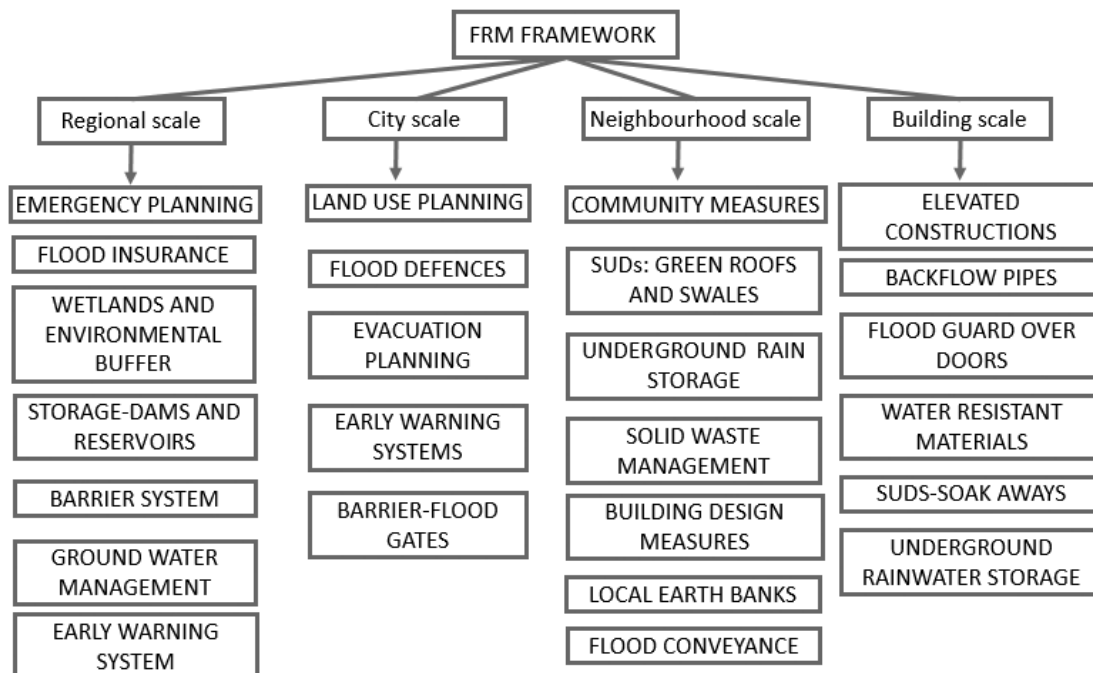 FRM FRAMEWORK
Regional scale
City scale
Neighbourhood scale
Building scale
EMERGENCY PLANNING
FLOOD INSURANCE
WETLANDS AND
ENVIRONMENTAL
BUFFER
STORAGE-DAMS AND
RESERVOIRS
BARRIER SYSTEM
GROUND WATER
MANAGEMENT
EARLY WARNING
SYSTEM
LAND USE PLANNING
FLOOD DEFENCES
EVACUATION
PLANNING
EARLY WARNING
SYSTEMS
BARRIER-FLOOD
GATES
COMMUNITY MEASURES
SUDs: GREEN ROOFS
AND SWALES
UNDERGROUND RAIN
STORAGE
SOLID WASTE
MANAGEMENT
BUILDING DESIGN
MEASURES
LOCAL EARTH BANKS
FLOOD CONVEYANCE
ELEVATED
CONSTRUCTIONS
BACKFLOW PIPES
FLOOD GUARD OVER
DOORS
WATER RESISTANT
MATERIALS
SUDS-SOAK AWAYS
UNDERGROUND
RAINWATER STORAGE